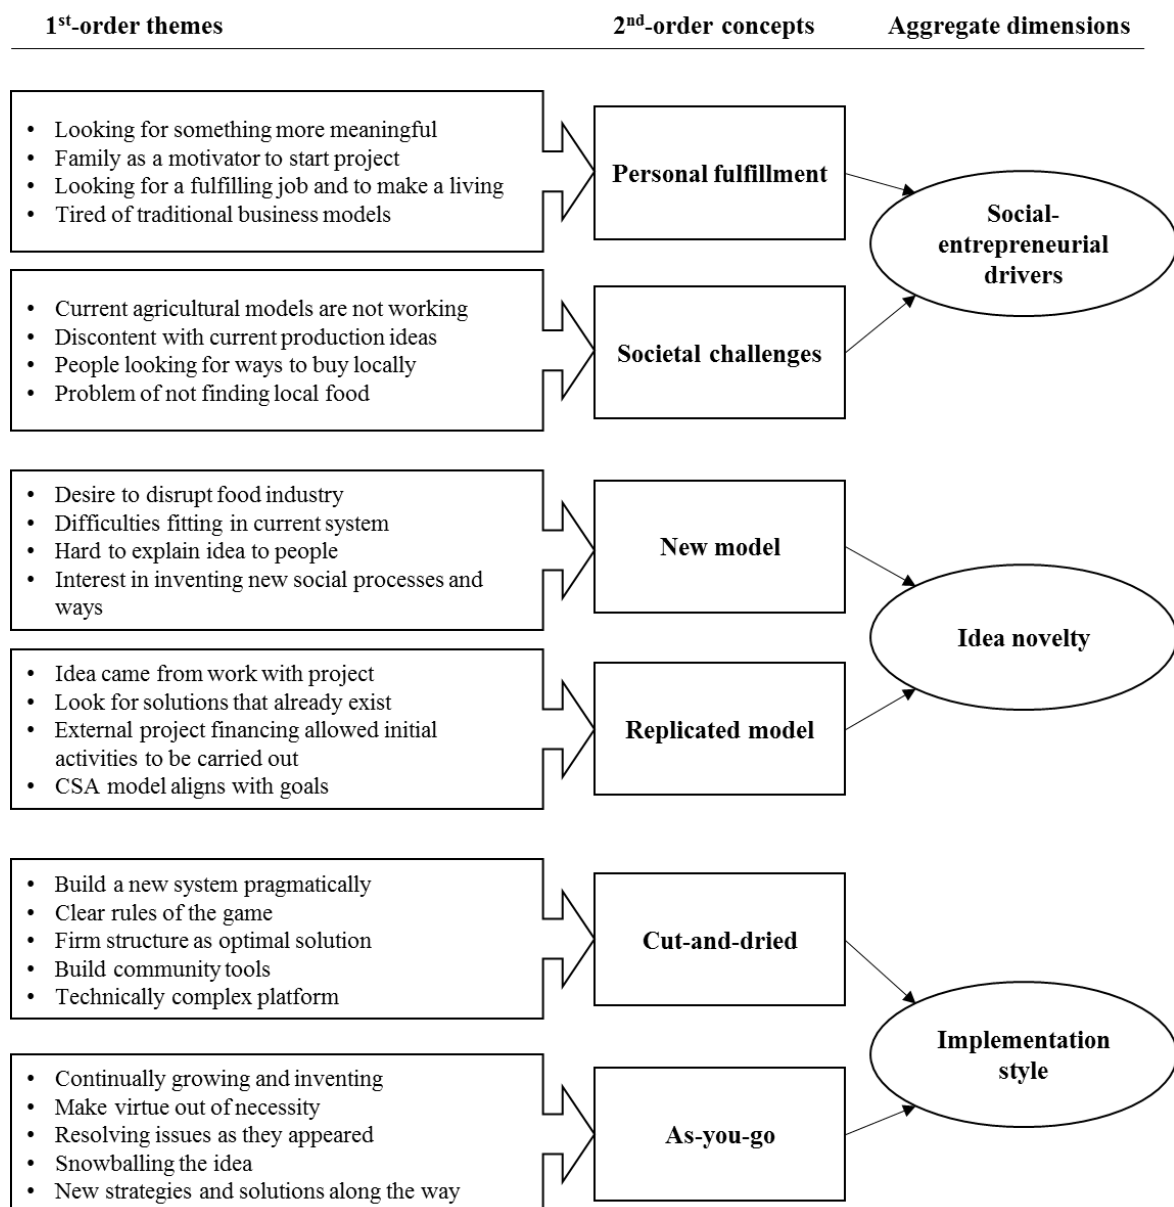 1st-order themes
2nd-order concepts
Aggregate dimensions
• Looking for something more meaningful
• Family as a motivator to start project
• Looking for a fulfilling job and to make a living
• Tired of traditional business models
Personal fulfillment
Social-
entrepreneurial
drivers
• Current agricultural models are not working
• Discontent with current production ideas
• People looking for ways to buy locally
• Problem of not finding local food
Societal challenges
• Desire to disrupt food industry
• Difficulties fitting in current system
• Hard to explain idea to people
• Interest in inventing new social processes and
ways
New model
Idea novelty
• Idea came from work with project
• Look for solutions that already exist
• External project financing allowed initial
activities to be carried out
• CSA model aligns with goals
Replicated model
• Build a new system pragmatically
• Clear rules of the game
• Firm structure as optimal solution
• Build community tools
• Technically complex platform
Cut-and-dried
Implementation
style
• Continually growing and inventing
• Make virtue out of necessity
• Resolving issues as they appeared
• Snowballing the idea
• New strategies and solutions along the way
As-you-go